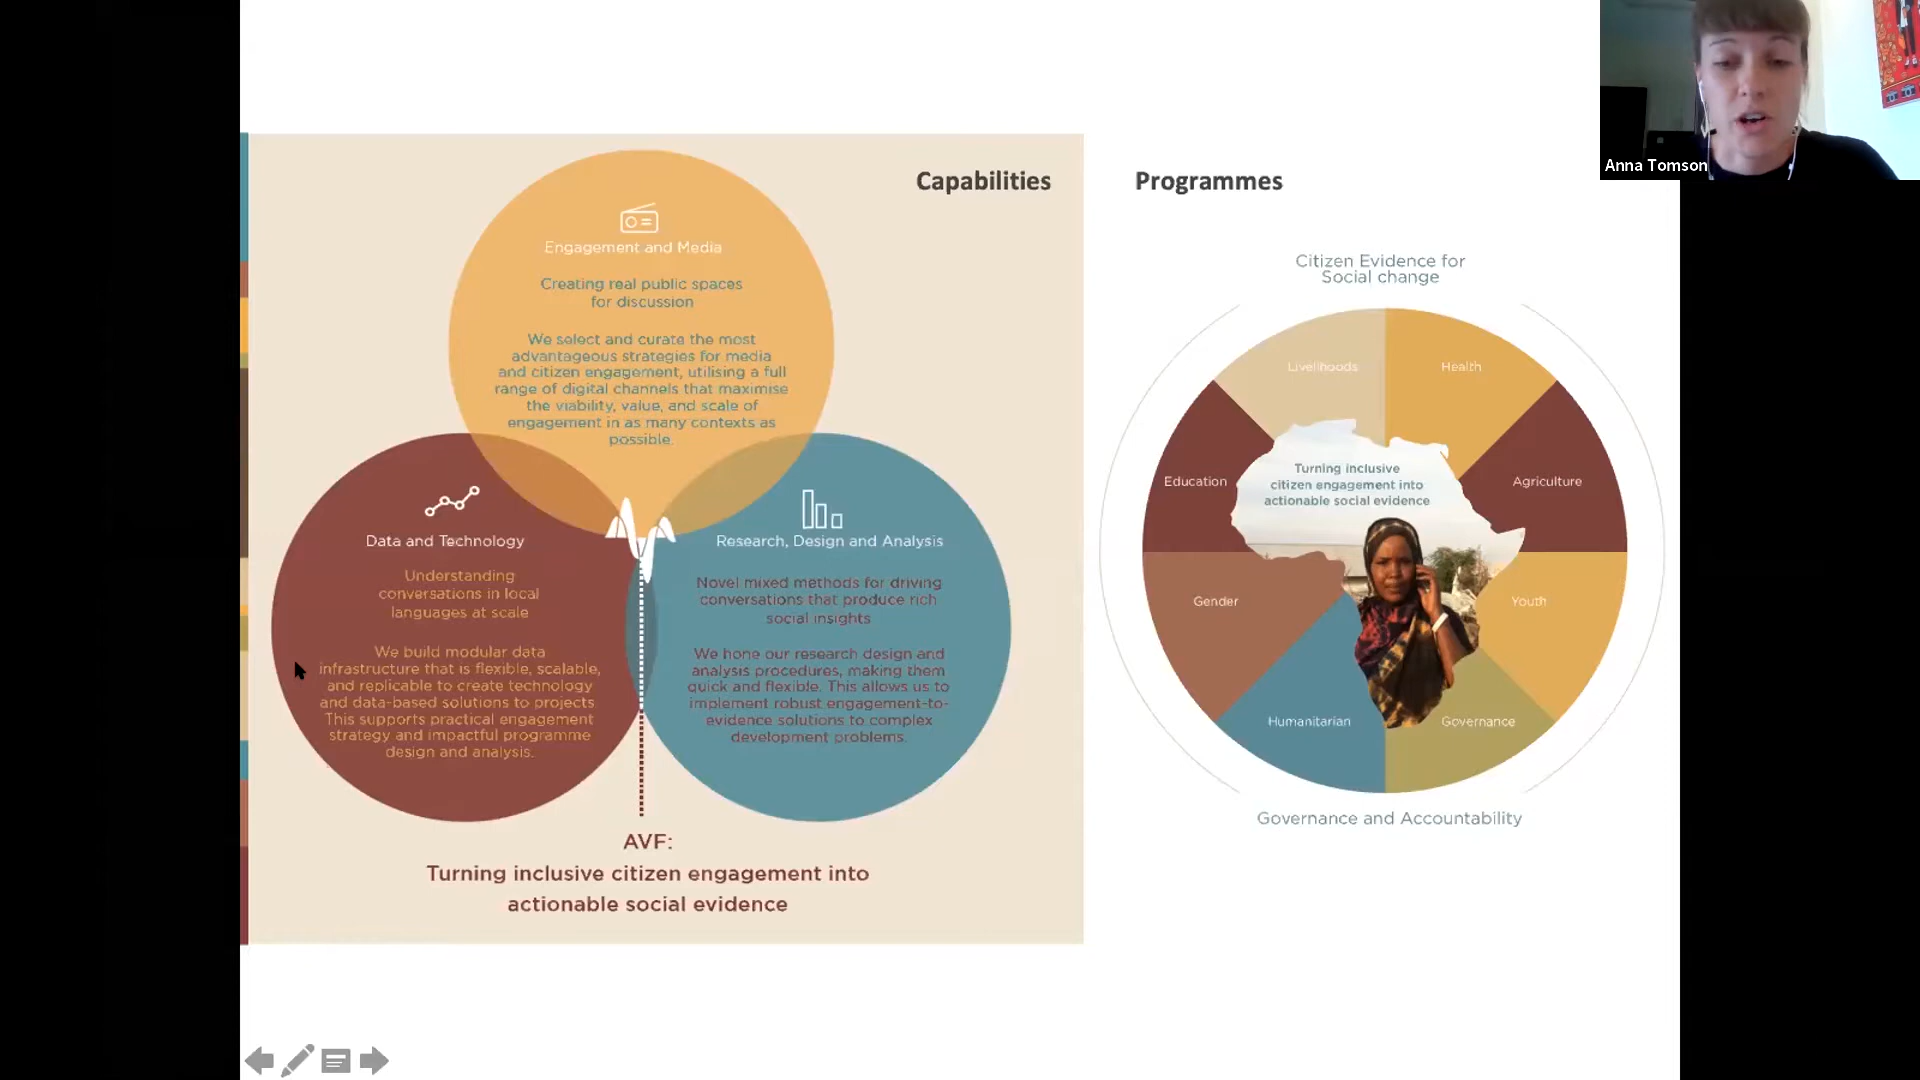 Capabilities
Engagement and Media
Creating real public spaces
for discussion
We select and curate the most
advantageous strategies for media
and citizen engagement, utilising a full
range of digital channels that maximise
the viability, value, and scale of
engagement in as many contexts as
possible.
Data and Technology
Understanding
conversations in local
languages at scale
We build modular data
infrastructure that is flexible, scalable,
and replicable to create technology
and data-based solutions to projects
This supports practical engagement
strategy and impactful programme
design and analysis.
Research, Design and Analysis
Novel mixed methods for driving
conversations that produce rich
social insights
We hone our research design and
analysis procedures, making them
quick and flexible. This allows us to
implement robust engagement-to-
evidence solutions to complex
development problems.
AVF:
Turning inclusive citizen engagement into
actionable social evidence
Programmes
Citizen Evidence for
Social change
Livelihoods
Health
Education
Agriculture
Turning inclusive
citizen engagement into
actionable social evidence
Gender
Youth
Humanitarian
Governance
Governance and Accountability
Anna Tomson